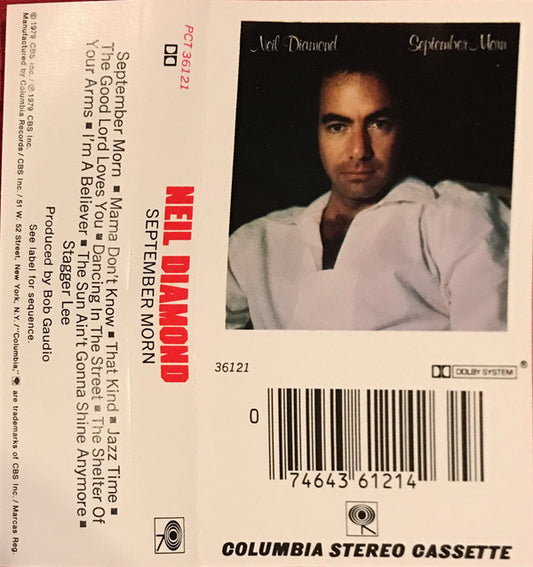 © 1979 CBS Inc./℗ 1979 CBS Inc.
Manufactured by Columbia Records/CBS Inc./51 W. 52 Street, New York, N.Y./"Columbia," are trademarks of CBS Inc./Marcas Reg.
September Morn ■ Mama Don't Know ■ That Kind ■ Jazz Time ■
The Good Lord Loves You ■ Dancing In The Street ■ The Shelter Of
Your Arms ■ I'm A Believer ■ The Sun Ain't Gonna Shine Anymore ■
Stagger Lee
Produced by Bob Gaudio
See label for sequence.
PCT 36121
NEIL DIAMOND
SEPTEMBER MORN
Neil Diamond September Morn
36121
DOLBY SYSTEM ®
0 74643 61214
COLUMBIA STEREO CASSETTE